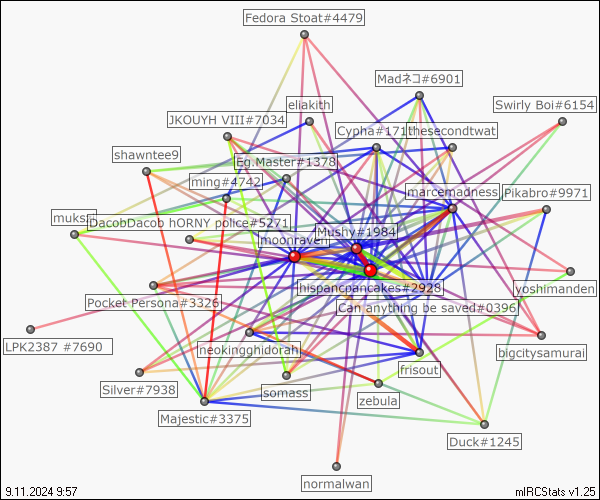 Fedora Stoat#4479
Madネコ#6901
eliakith
Swirly Boi#6154
JKOUYH VIII#7034
Cypha#171
thesecondtwat
shawntee9
Eg.Master#1378
ming#4742
marcemadness
Pikabro#9971
muksi
DacobDacob hORNY police#5271
Mushy#1984
moonraven
hispancpancakes#2928
yoshimanden
Pocket Persona#3326
Can anything be saved#0396
LPK2387 #7690
neokingghidorah
bigcitysamurai
frisout
Silver#7938
somass
zebula
Majestic#3375
Duck#1245
normalwan
9.11.2024 9:57
mIRCStats v1.25